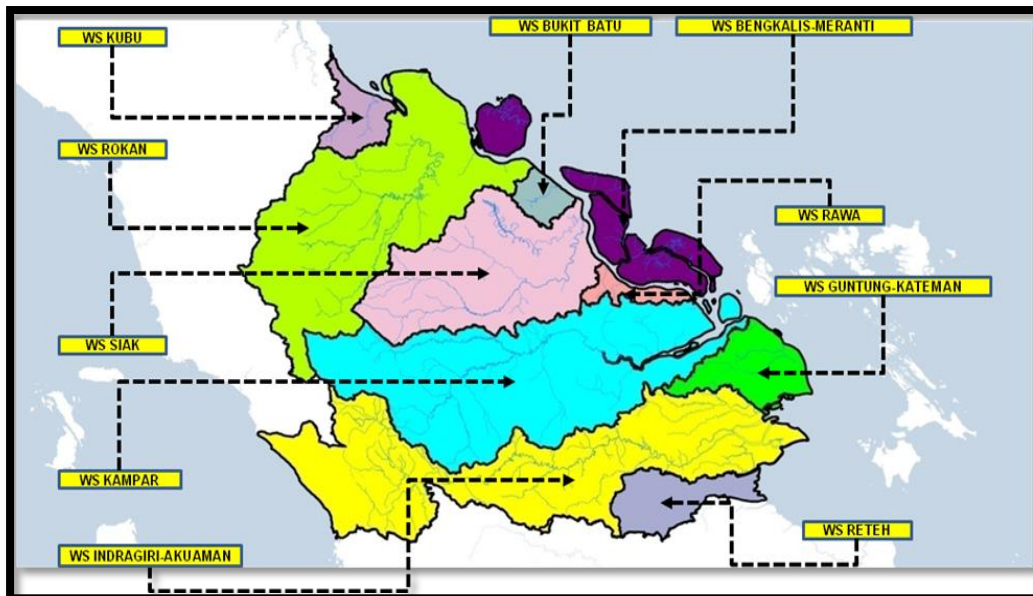 WS KUBU
WS BUKIT BATU
WS BENGKALIS-MERANTI
WS ROKAN
WS RAWA
WS GUNTUNG-KATEMAN
WS SIAK
WS KAMPAR
WS RETEH
WS INDRAGIRI-AKUAMAN